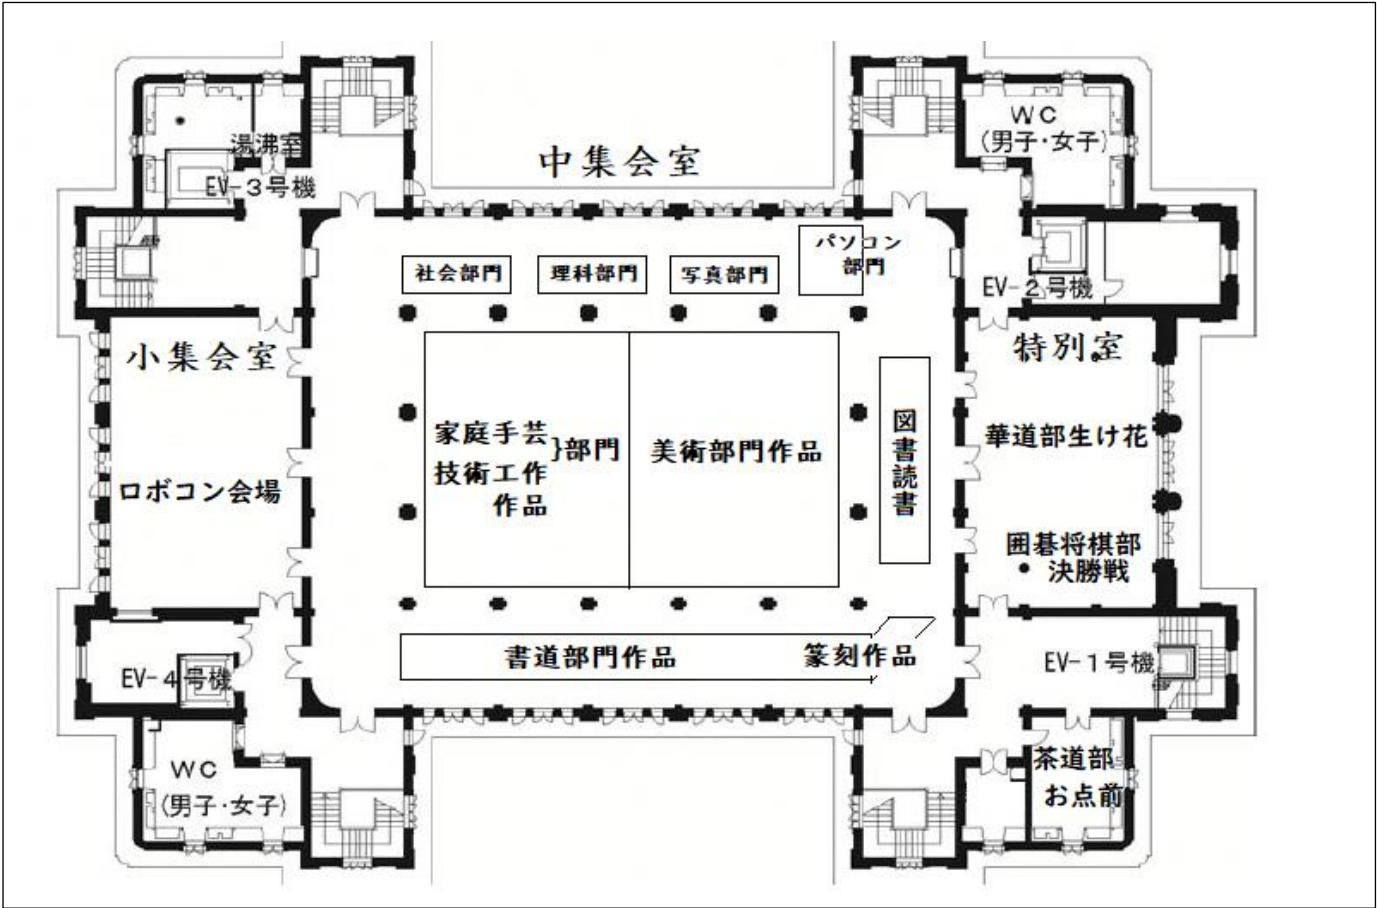 湯沸室
EV-3号機
中集会室
WC
(男子・女子)
EV-2号機
社会部門
理科部門
写真部門
パソコン
部門
小集会室
ロボコン会場
家庭手芸
技術工作
作品
}部門
美術部門作品
図書読書
特別室
華道部生け花
囲碁将棋部
● 決勝戦
書道部門作品
篆刻作品
EV-4号機
EV-1号機
WC
(男子・女子)
茶道部
お点前